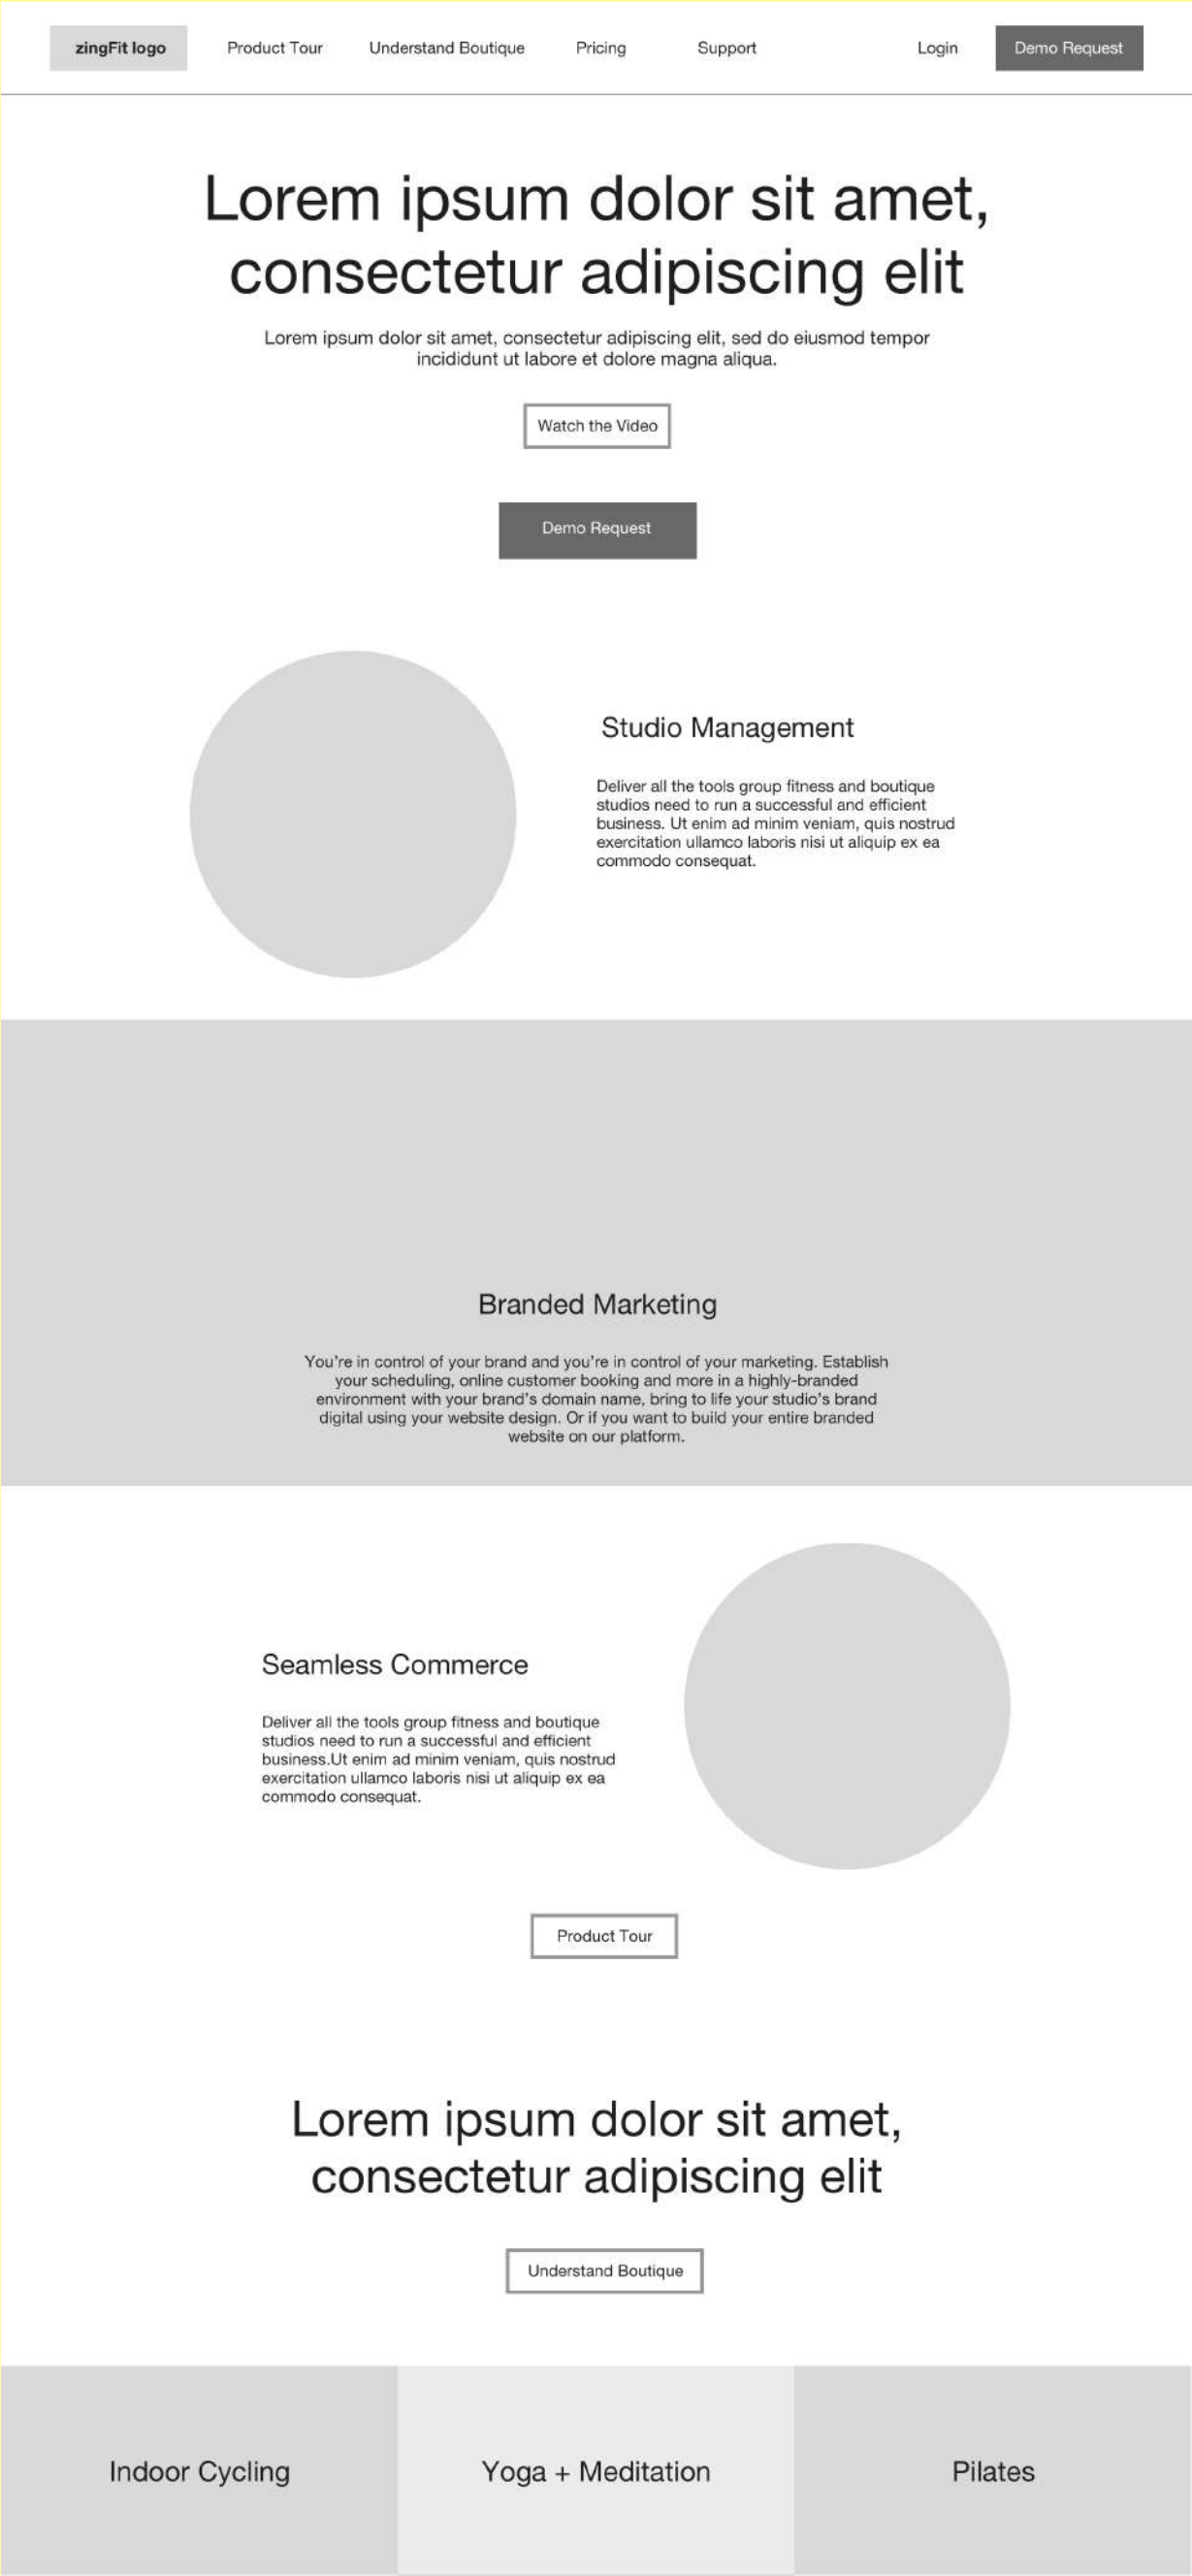 zingFit logo Product Tour Understand Boutique Pricing Support Login Demo Request
Lorem ipsum dolor sit amet,
consectetur adipiscing elit
Lorem ipsum dolor sit amet, consectetur adipiscing elit, sed do eiusmod tempor
incididunt ut labore et dolore magna aliqua.
Watch the Video
Demo Request
Studio Management
Deliver all the tools group fitness and boutique
studios need to run a successful and efficient
business. Ut enim ad minim veniam, quis nostrud
exercitation ullamco laboris nisi ut aliquip ex ea
commodo consequat.
Branded Marketing
You're in control of your brand and you're in control of your marketing. Establish
your scheduling, online customer booking and more in a highly-branded
environment with your brand's domain name, bring to life your studio's brand
digital using your website design. Or if you want to build your entire branded
website on our platform.
Seamless Commerce
Deliver all the tools group fitness and boutique
studios need to run a successful and efficient
business.Ut enim ad minim veniam, quis nostrud
exercitation ullamco laboris nisi ut aliquip ex ea
commodo consequat.
Product Tour
Lorem ipsum dolor sit amet,
consectetur adipiscing elit
Understand Boutique
Indoor Cycling Yoga + Meditation Pilates